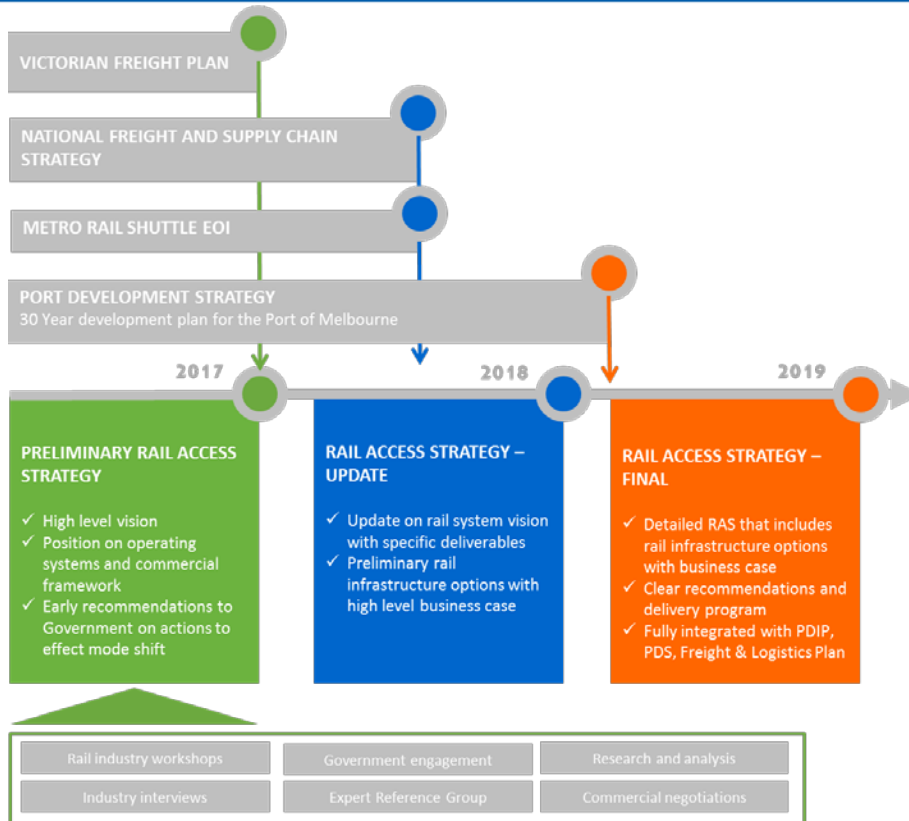 VICTORIAN FREIGHT PLAN
NATIONAL FREIGHT AND SUPPLY CHAIN
STRATEGY
METRO RAIL SHUTTLE EOI
PORT DEVELOPMENT STRATEGY
30 Year development plan for the Port of Melbourne
2017
2018
2019
PRELIMINARY RAIL ACCESS
STRATEGY
✓ High level vision
✓ Position on operating
systems and commercial
framework
✓ Early recommendations to
Government on actions to
effect mode shift
RAIL ACCESS STRATEGY –
UPDATE
✓ Update on rail system vision
with specific deliverables
✓ Preliminary rail
infrastructure options with
high level business case
RAIL ACCESS STRATEGY –
FINAL
✓ Detailed RAS that includes
rail infrastructure options
with business case
✓ Clear recommendations and
delivery program
✓ Fully integrated with PDIP,
PDS, Freight & Logistics Plan
Rail industry workshops
Government engagement
Research and analysis
Industry interviews
Expert Reference Group
Commercial negotiations